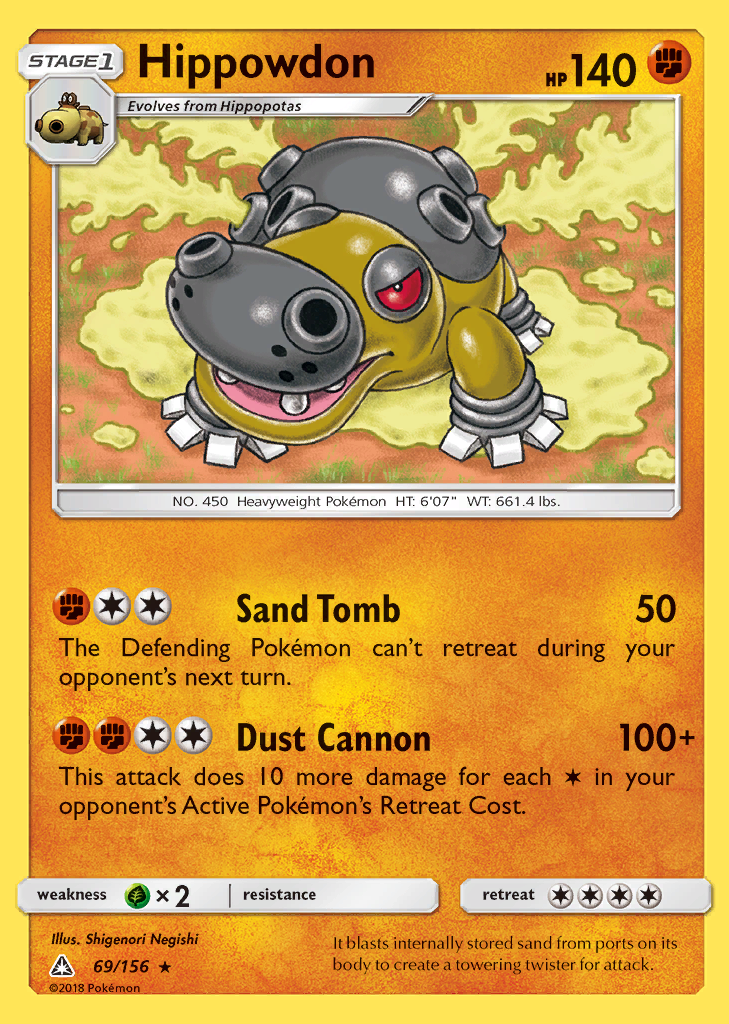 STAGE1
Hippowdon
HP 140
Evolves from Hippopotas
NO. 450 Heavyweight Pokémon HT: 6'07" WT: 661.4 lbs.
Sand Tomb 50
The Defending Pokémon can't retreat during your
opponent's next turn.
Dust Cannon 100+
This attack does 10 more damage for each in your
opponent's Active Pokémon's Retreat Cost.
weakness ×2 resistance retreat
Illus. Shigenori Negishi
69/156 ★
©2018 Pokémon
It blasts internally stored sand from ports on its
body to create a towering twister for attack.